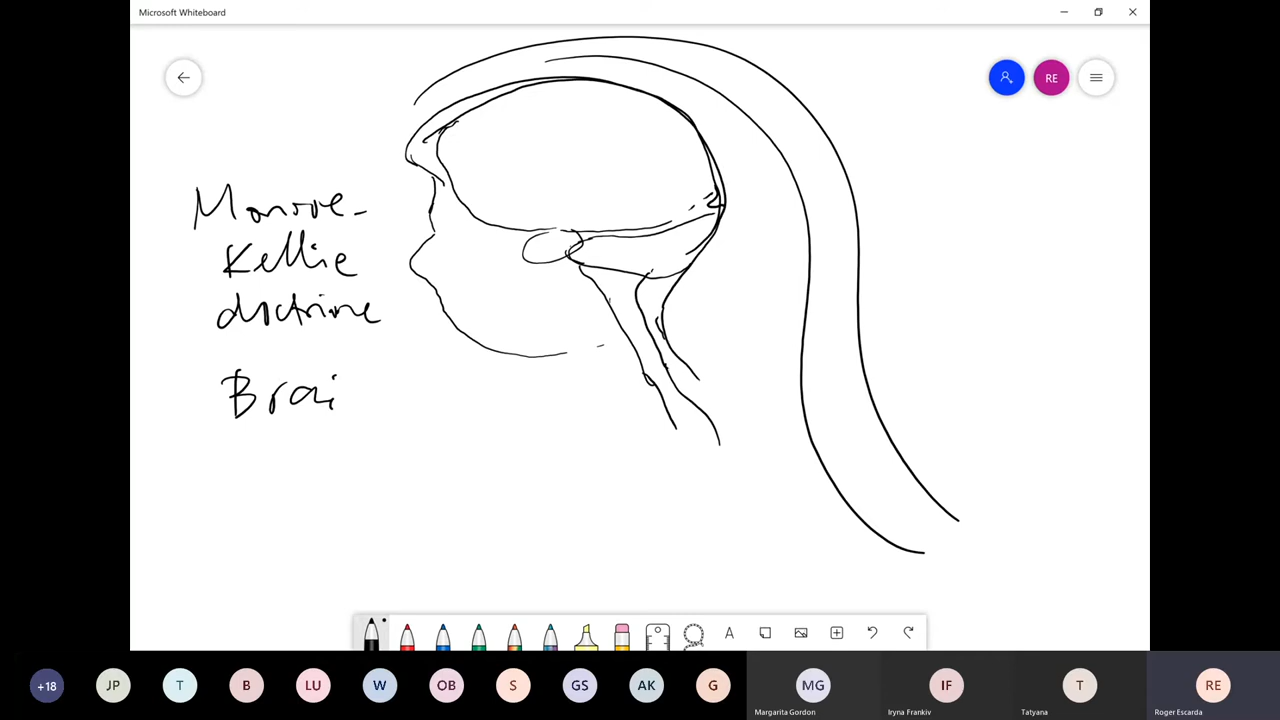 Microsoft Whiteboard
RE
Monroe-
Kellie
doctrine
Brai
A
+18
JP
T
B
LU
W
OB
S
GS
AK
G
MG
IF
T
RE
Margarita Gordon
Iryna Frankiv
Tatyana
Roger Escarda